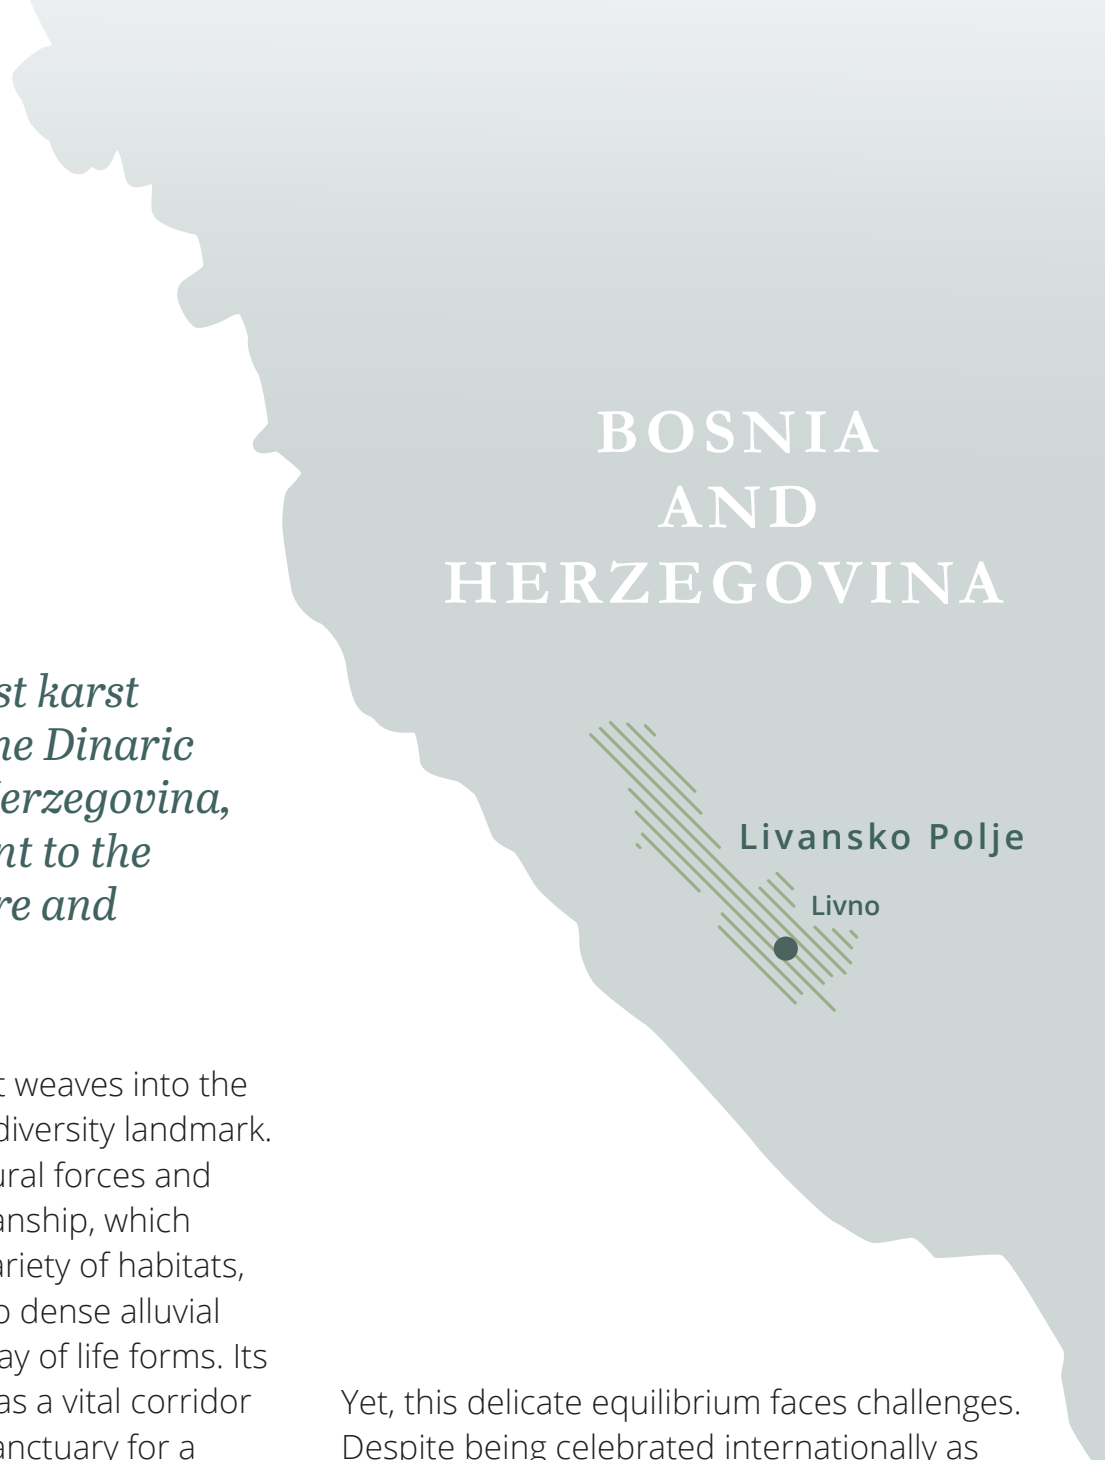 BOSNIA
AND
HERZEGOVINA
Livansko Polje
Livno
st karst
ne Dinaric
erzegovina,
nt to the
re and
t weaves into the
diversity landmark.
ural forces and
anship, which
ariety of habitats,
o dense alluvial
ay of life forms. Its
as a vital corridor
anctuary for a
Yet, this delicate equilibrium faces challenges.
Despite being celebrated internationally as